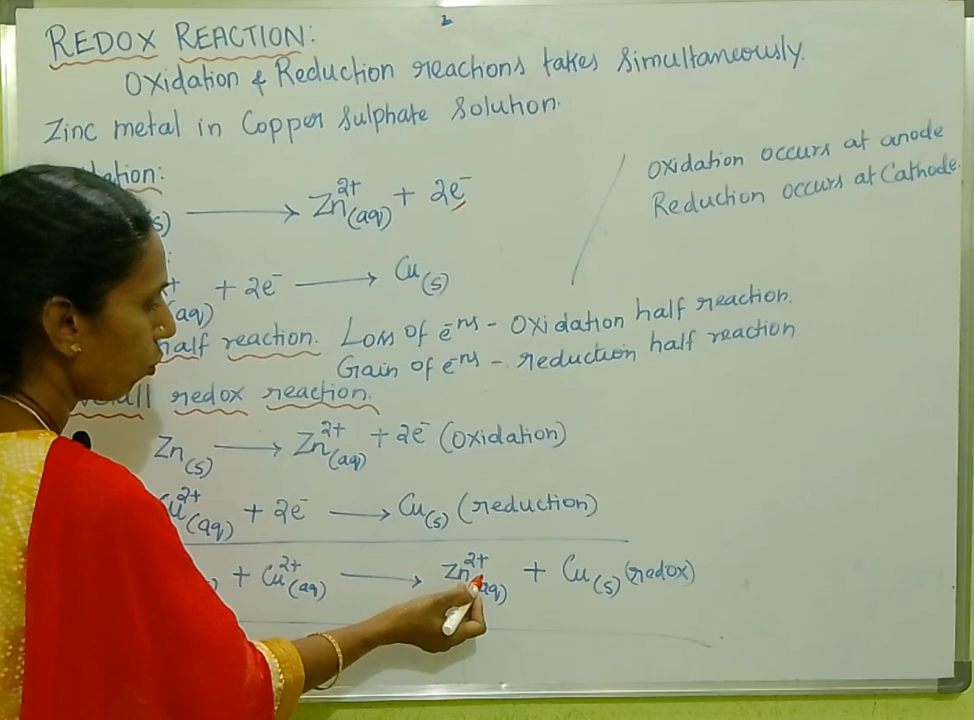 REDOX REACTION:
Oxidation & Reduction reactions takes simultaneously.
Zinc metal in Copper sulphate solution.
dation:
s) ⟶ Zn²⁺(aq) + 2e⁻
Oxidation occurs at anode
Reduction occurs at Cathode.
:
⁺(aq) + 2e⁻ ⟶ Cu(s)
half reaction. Loss of e⁻ns - Oxidation half reaction.
Gain of e⁻ns - reduction half reaction
overall redox reaction.
Zn(s) ⟶ Zn²⁺(aq) + 2e⁻ (oxidation)
Cu²⁺(aq) + 2e⁻ ⟶ Cu(s) (reduction)
+ Cu²⁺(aq) ⟶ Zn²⁺(aq) + Cu(s) (redox)